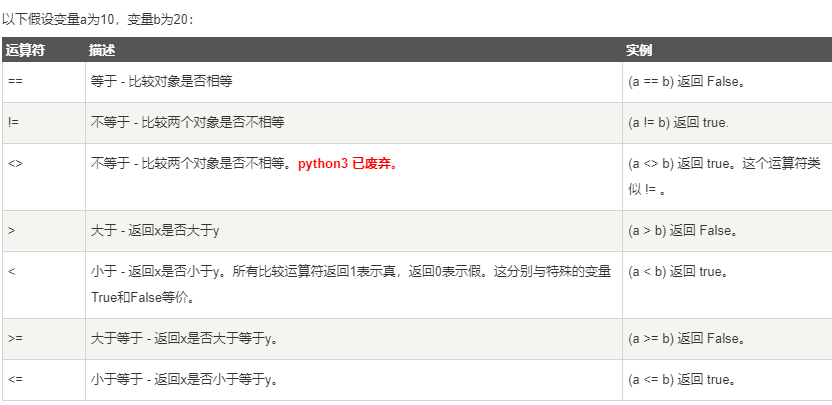 以下假设变量a为10，变量b为20：
运算符 描述 实例
== 等于 - 比较对象是否相等 (a == b) 返回 False。
!= 不等于 - 比较两个对象是否不相等 (a != b) 返回 true.
<> 不等于 - 比较两个对象是否不相等。python3 已废弃。 (a <> b) 返回 true。这个运算符类
似 != 。
> 大于 - 返回x是否大于y (a > b) 返回 False。
< 小于 - 返回x是否小于y。所有比较运算符返回1表示真，返回0表示假。这分别与特殊的变量 (a < b) 返回 true。
True和False等价。
>= 大于等于 - 返回x是否大于等于y。 (a >= b) 返回 False。
<= 小于等于 - 返回x是否小于等于y。 (a <= b) 返回 true。